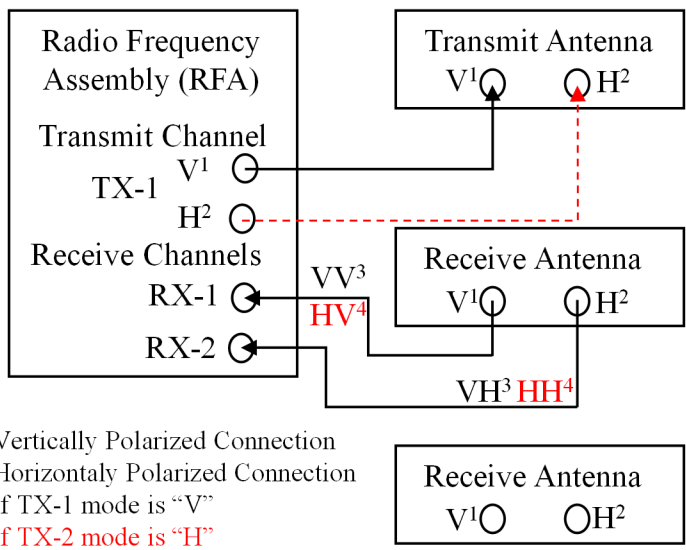 Radio Frequency
Assembly (RFA)
Transmit Channel
V¹
TX-1
H²
Receive Channels
RX-1
RX-2
VV³
HV⁴
VH³ HH⁴
Transmit Antenna
V¹ H²
Receive Antenna
V¹ H²
Receive Antenna
V¹ H²
Vertically Polarized Connection
Horizontaly Polarized Connection
f TX-1 mode is “V”
f TX-2 mode is “H”